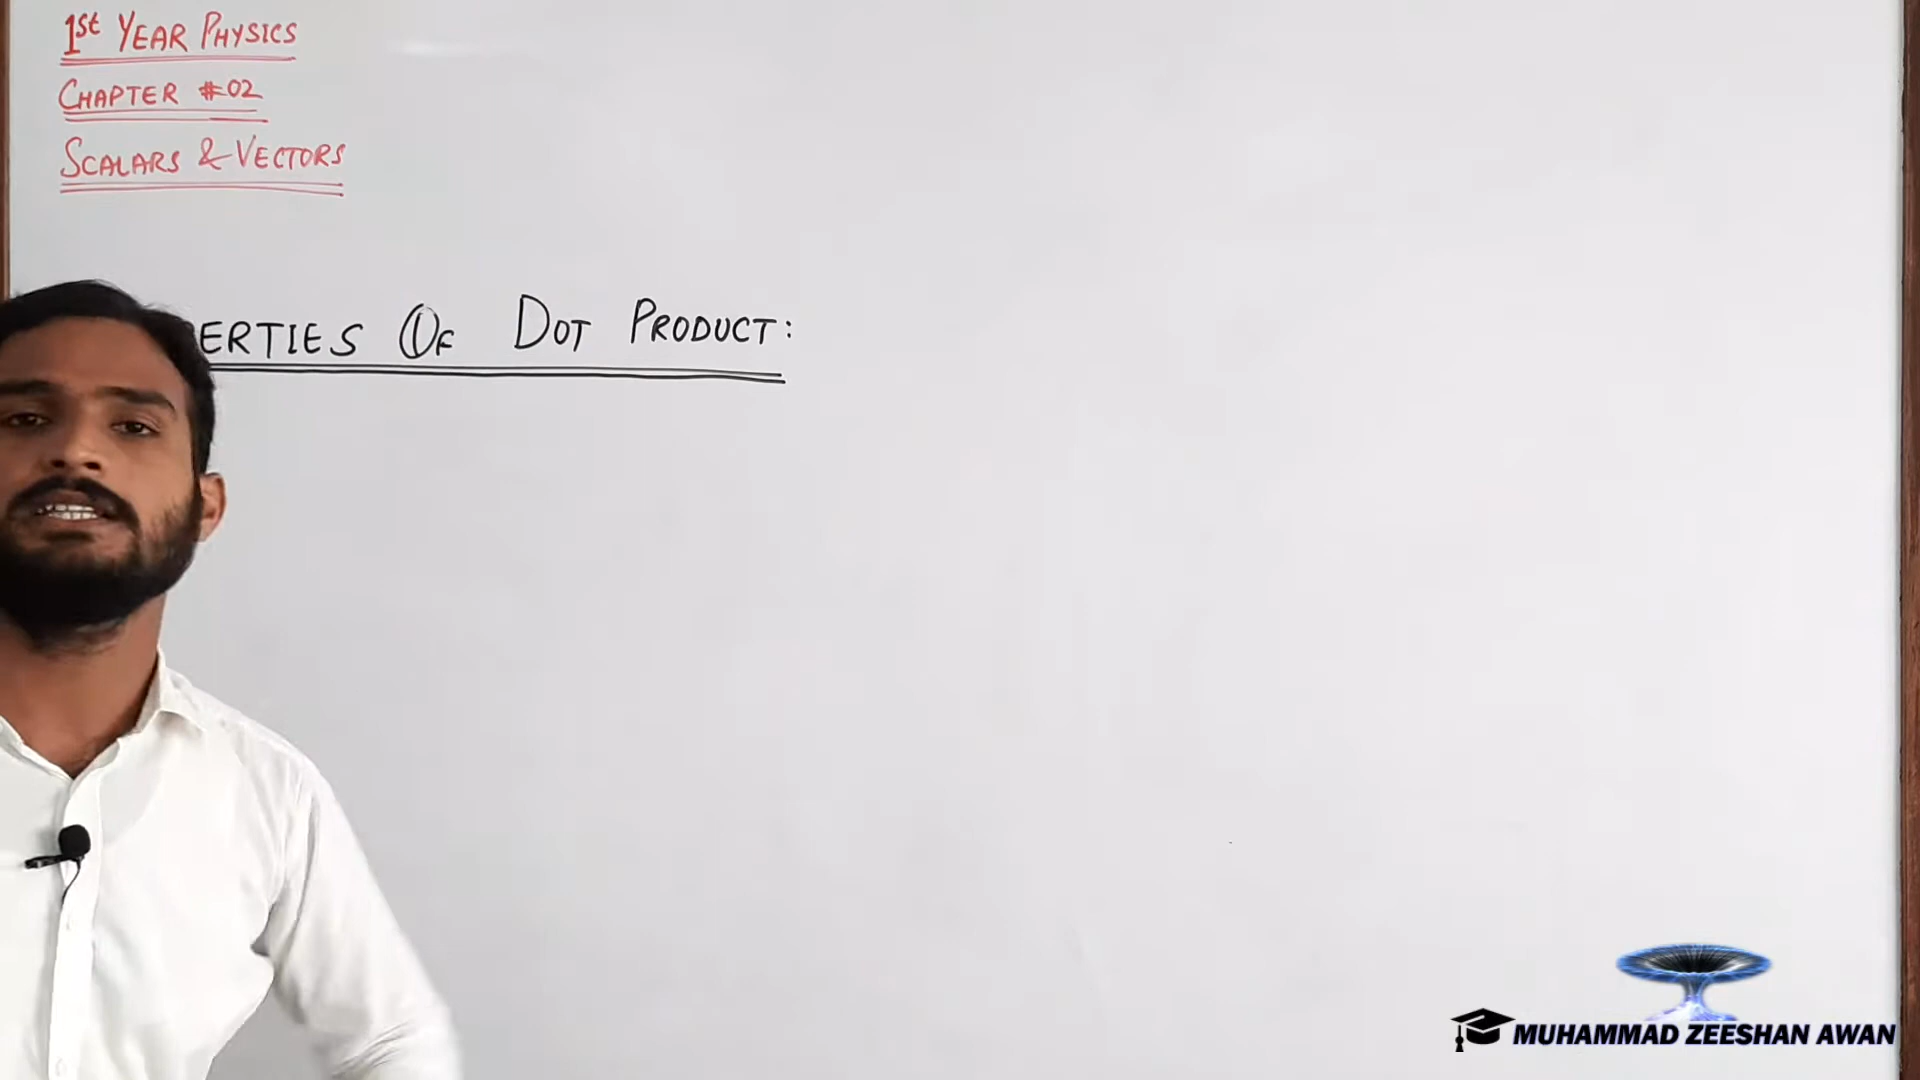 1st YEAR PHYSICS
CHAPTER #02
SCALARS & VECTORS
ERTIES OF DOT PRODUCT:
MUHAMMAD ZEESHAN AWAN